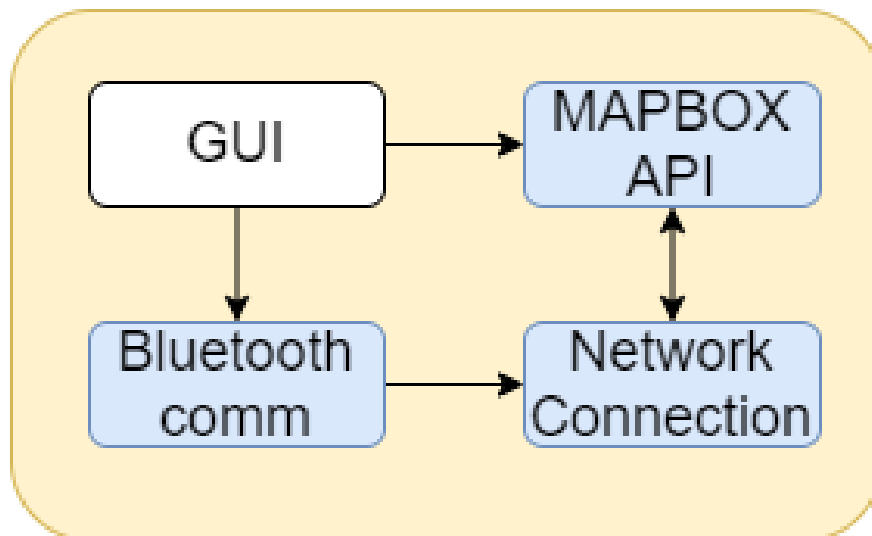 GUI
MAPBOX
API
Bluetooth
comm
Network
Connection